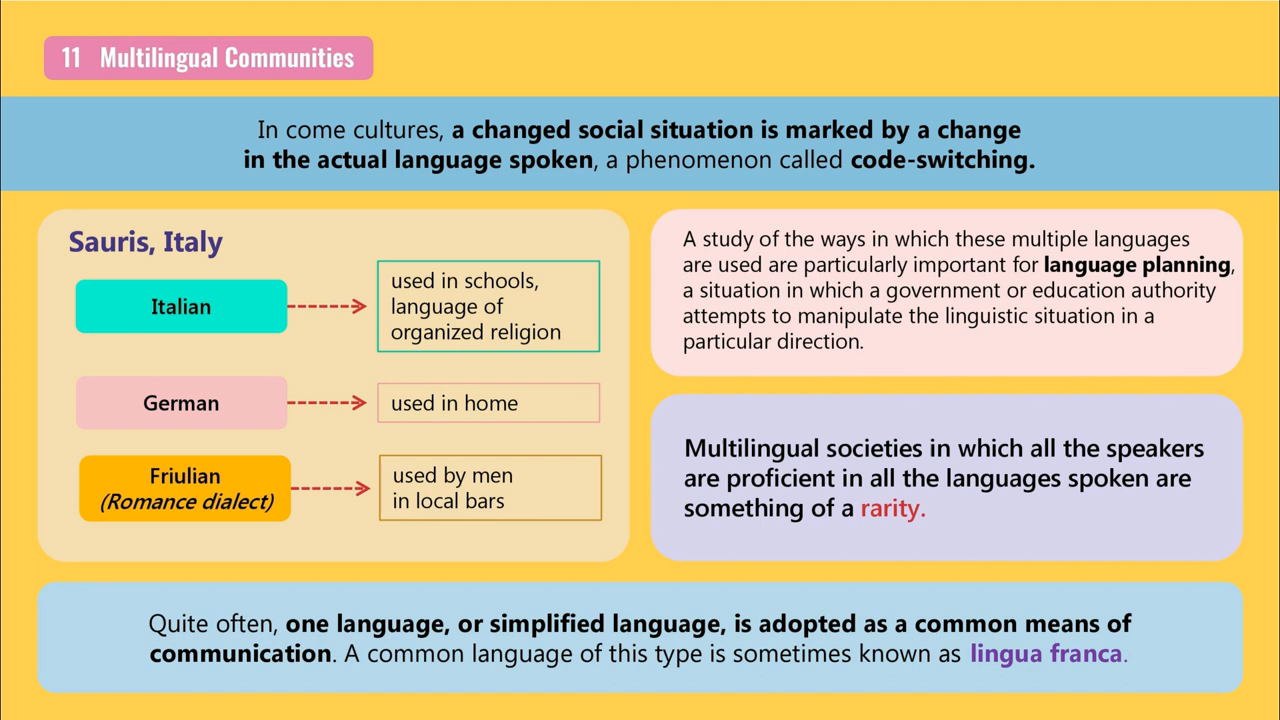 11 Multilingual Communities
In come cultures, a changed social situation is marked by a change
in the actual language spoken, a phenomenon called code-switching.
Sauris, Italy
Italian
used in schools,
language of
organized religion
German
used in home
Friulian
(Romance dialect)
used by men
in local bars
A study of the ways in which these multiple languages
are used are particularly important for language planning,
a situation in which a government or education authority
attempts to manipulate the linguistic situation in a
particular direction.
Multilingual societies in which all the speakers
are proficient in all the languages spoken are
something of a rarity.
Quite often, one language, or simplified language, is adopted as a common means of
communication. A common language of this type is sometimes known as lingua franca.